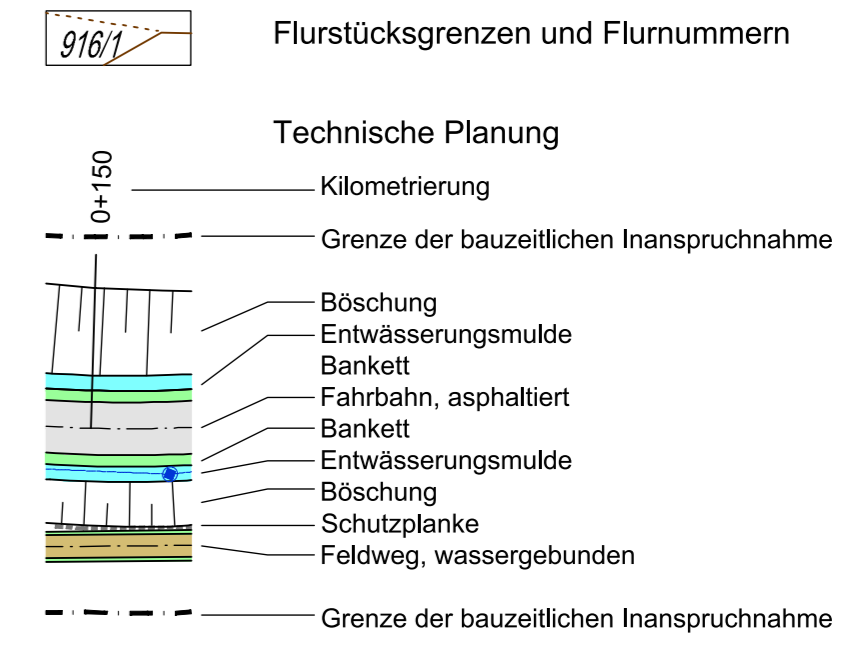 916/1
Flurstücksgrenzen und Flurnummern
Technische Planung
0+150
Kilometrierung
Grenze der bauzeitlichen Inanspruchnahme
Böschung
Entwässerungsmulde
Bankett
Fahrbahn, asphaltiert
Bankett
Entwässerungsmulde
Böschung
Schutzplanke
Feldweg, wassergebunden
Grenze der bauzeitlichen Inanspruchnahme